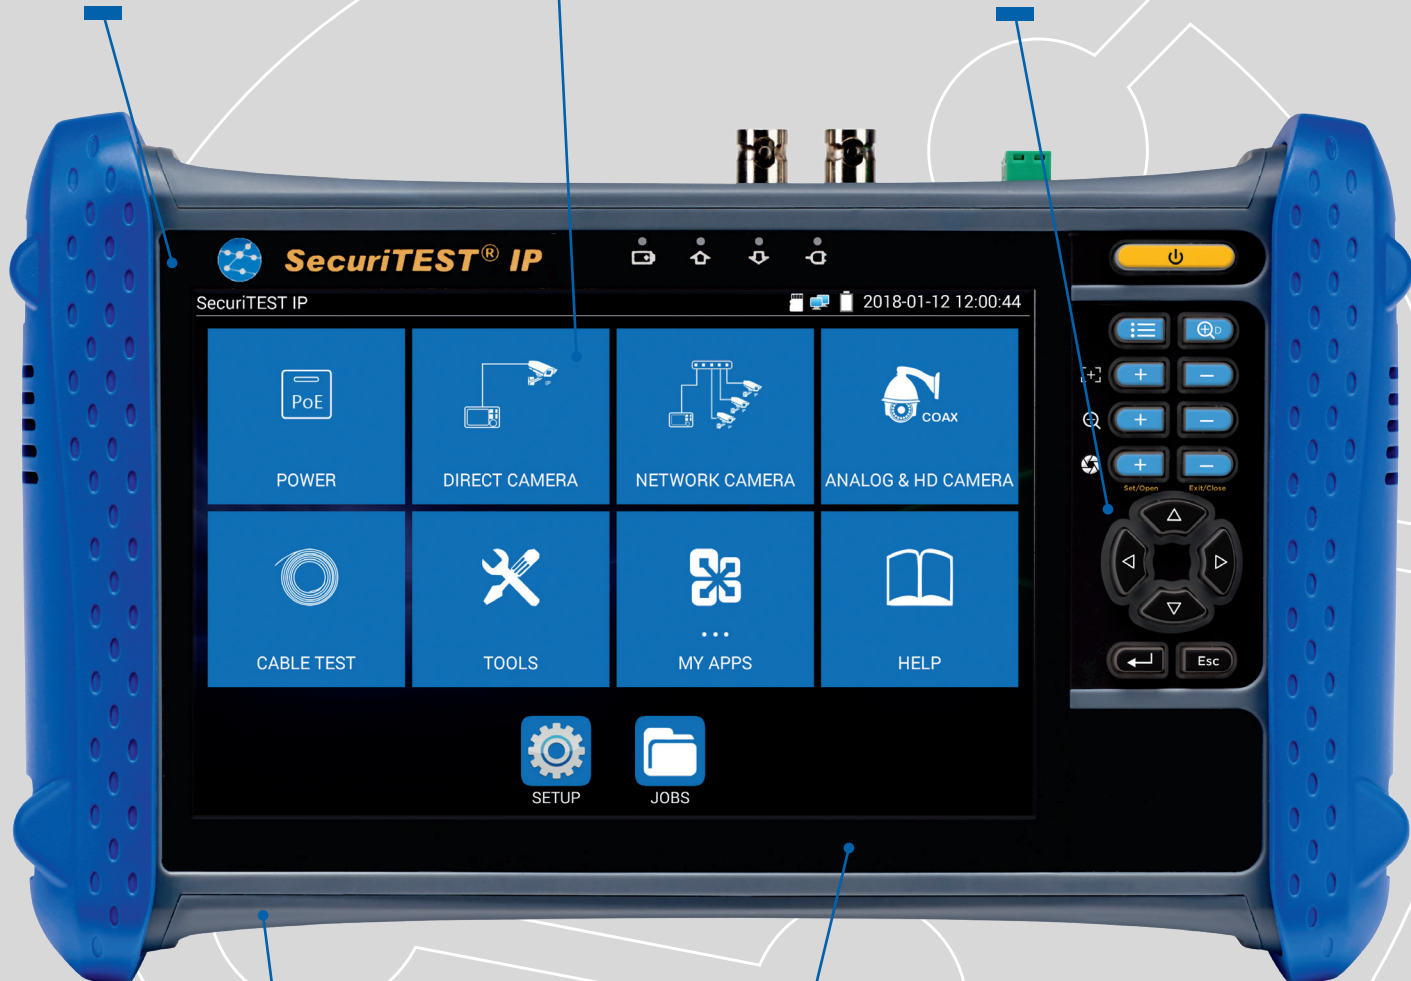 SecuriTEST® IP
SecuriTEST IP
2018-01-12 12:00:44
PoE
COAX
POWER
DIRECT CAMERA
NETWORK CAMERA
ANALOG & HD CAMERA
CABLE TEST
TOOLS
MY APPS
HELP
SETUP
JOBS
D
Set/Open
Exit/Close
Esc